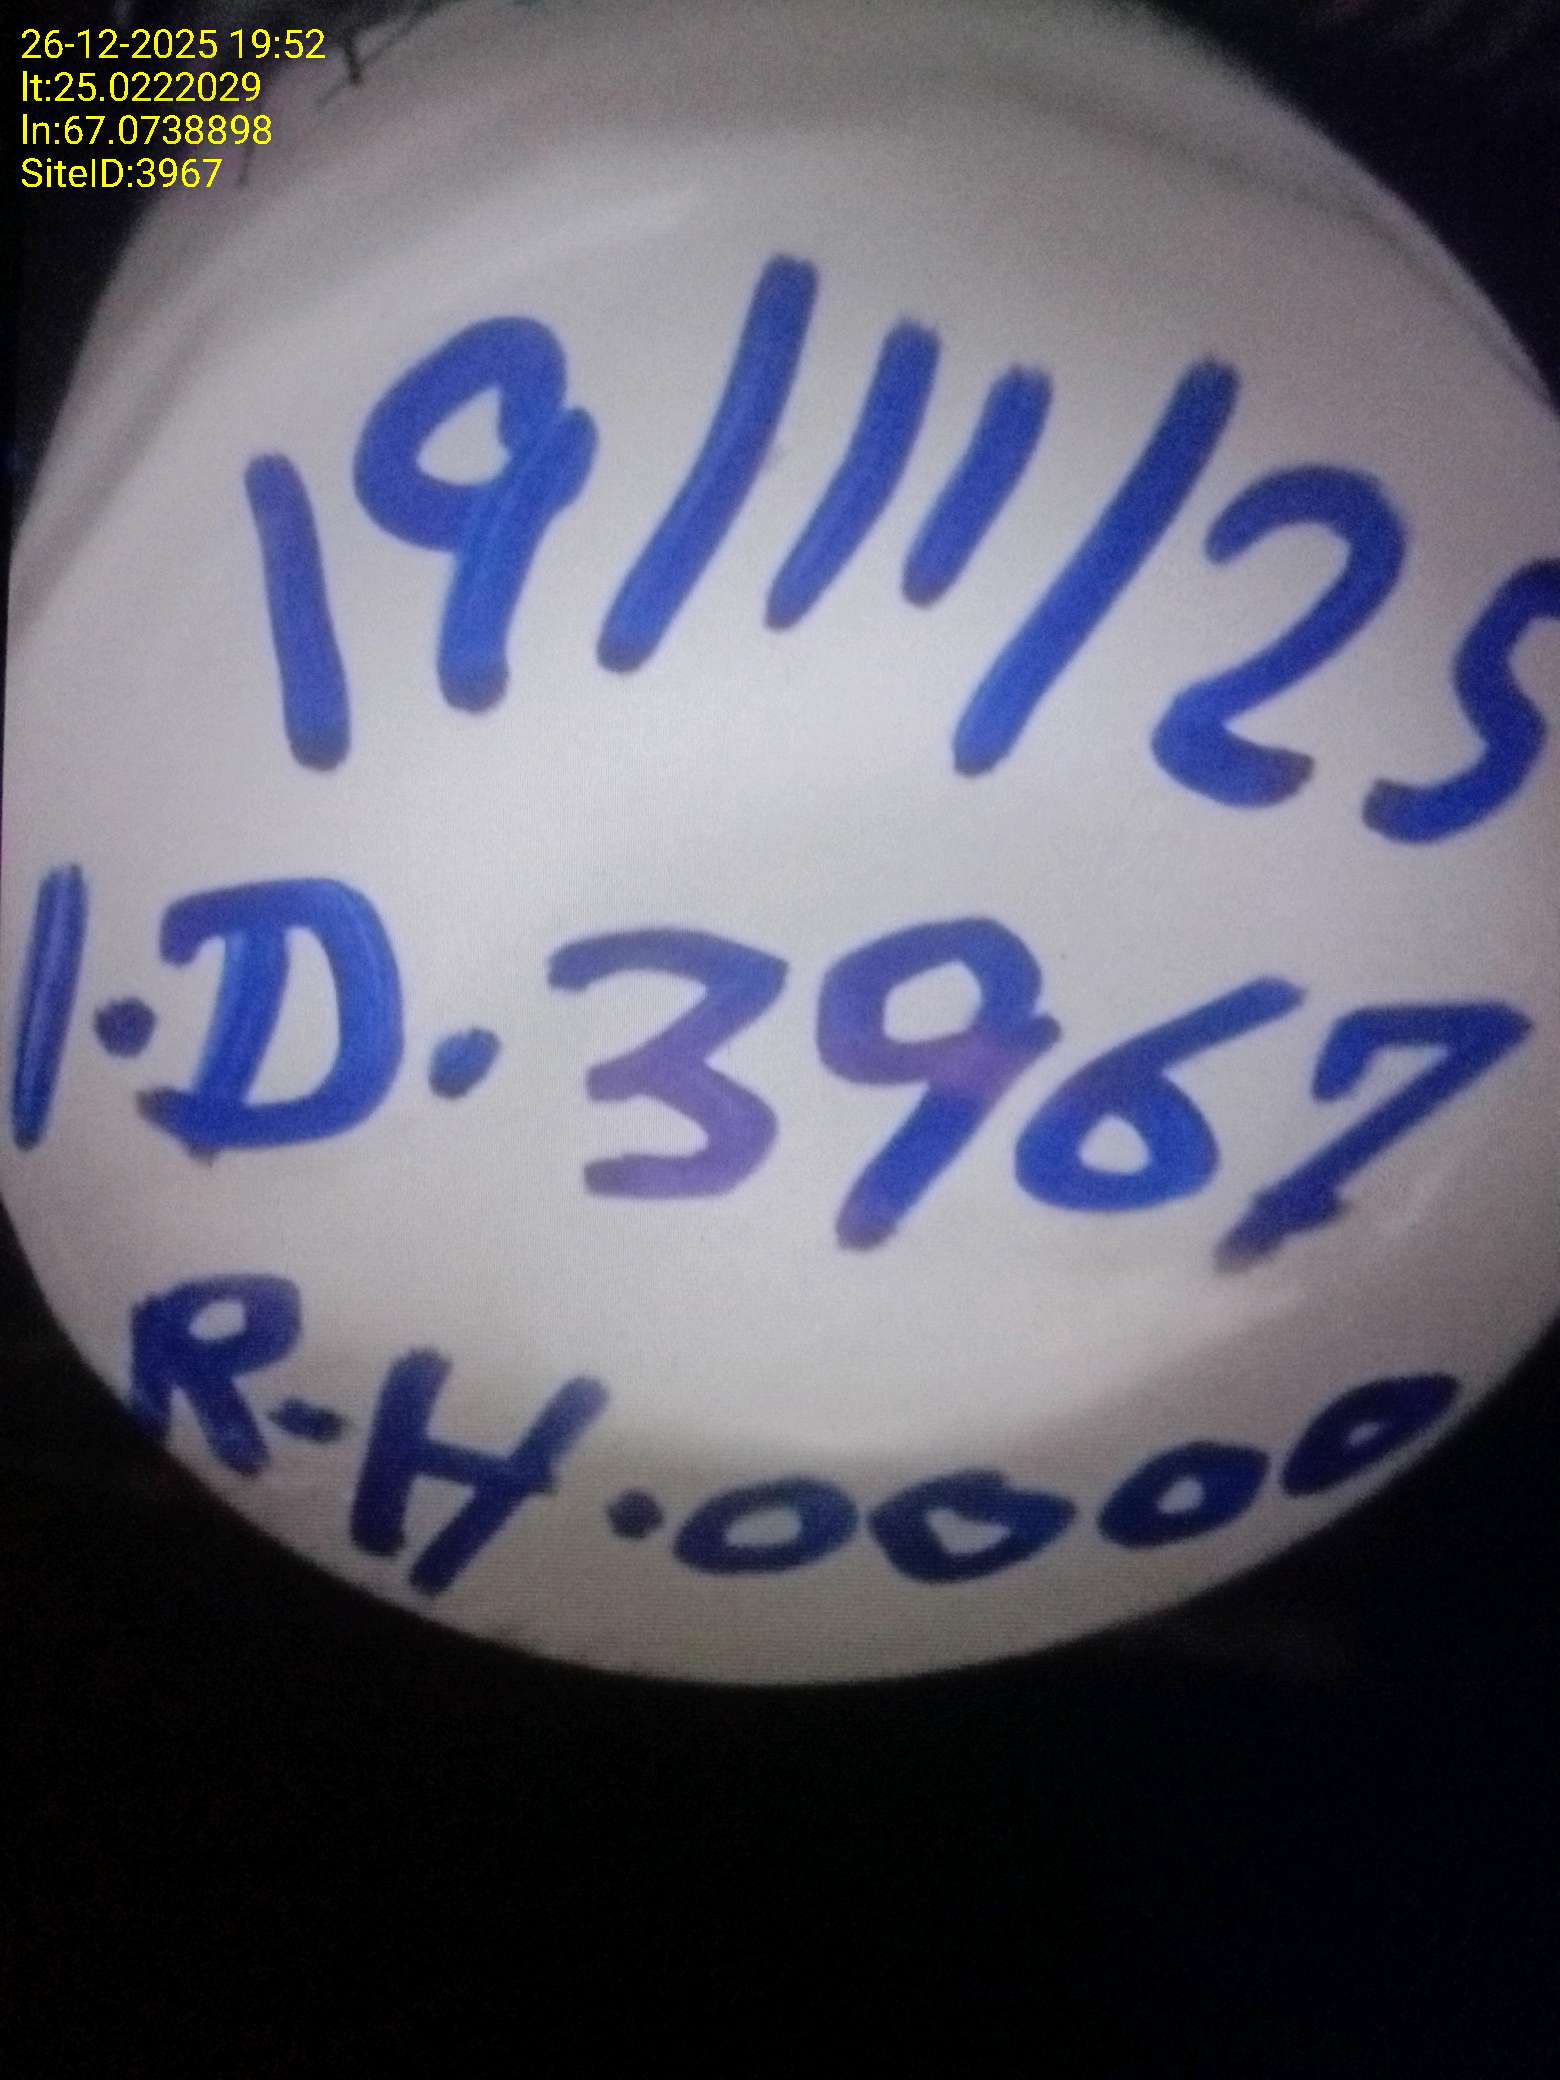 26-12-2025 19:52
lt:25.0222029
ln:67.0738898
SiteID:3967
19/11/25
I.D.3967
R-H.0000